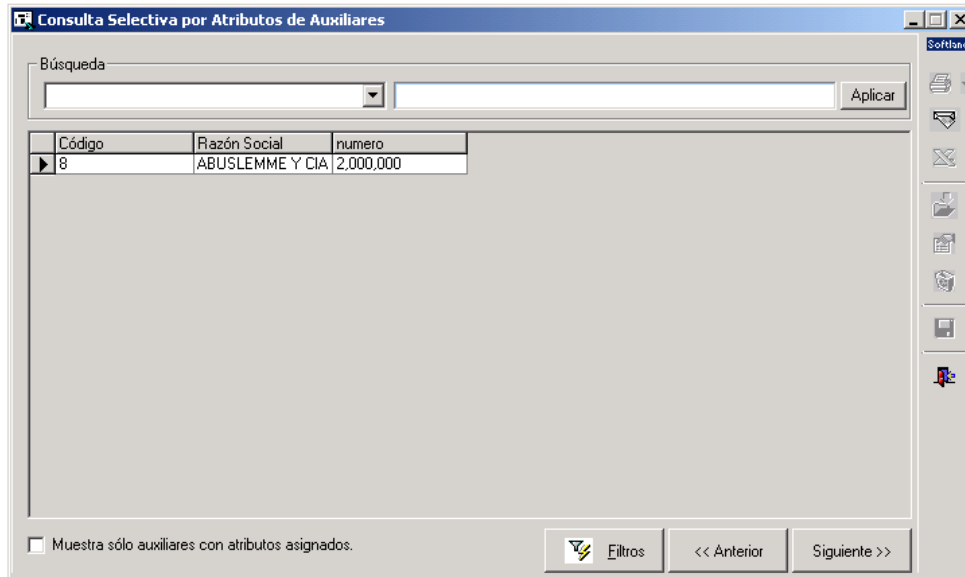 Consulta Selectiva por Atributos de Auxiliares
Softland
Búsqueda
Aplicar
Código Razón Social numero
8 ABUSLEMME Y CIA 2,000,000
Muestra sólo auxiliares con atributos asignados.
Filtros << Anterior Siguiente >>